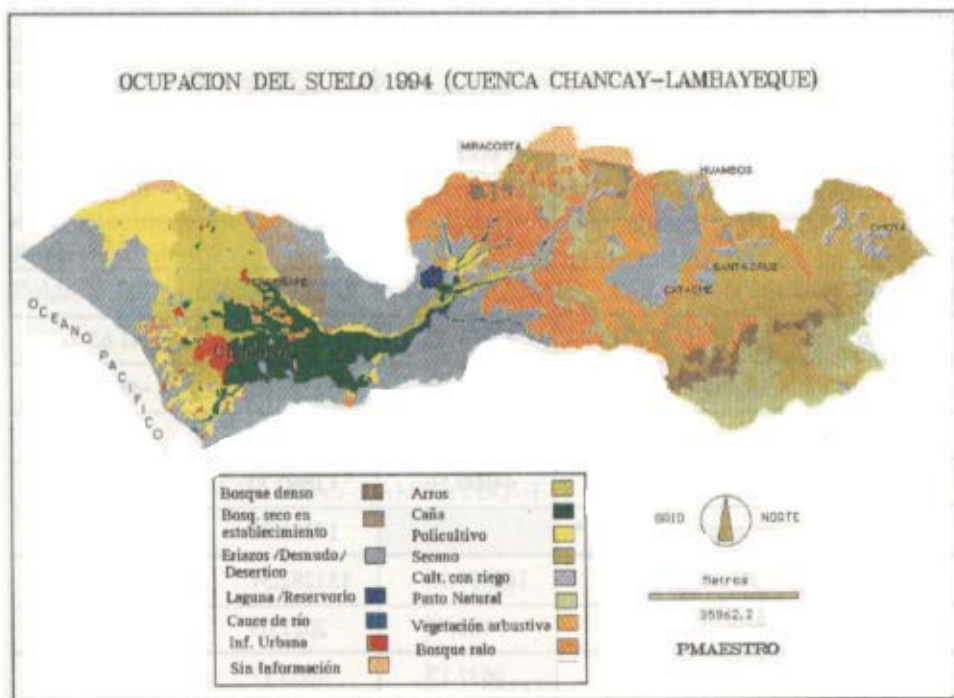 OCUPACION DEL SUELO 1994 (CUENCA CHANCAY-LAMBAYEQUE)
MIRACOSTA
HUAMBOS
CHOTA
SANTA CRUZ
CATACHE
OCEANO PACIFICO
Bosque denso
Bosq. seco en
establecimiento
Eriazos /Desnudo/
Desertico
Laguna /Reservorio
Cauce de río
Inf. Urbana
Sin Información
Arros
Caña
Policultivo
Secano
Cult. con riego
Pasto Natural
Vegetación arbustiva
Bosque ralo
GRID NORTE
Metros
35962.2
PMAESTRO